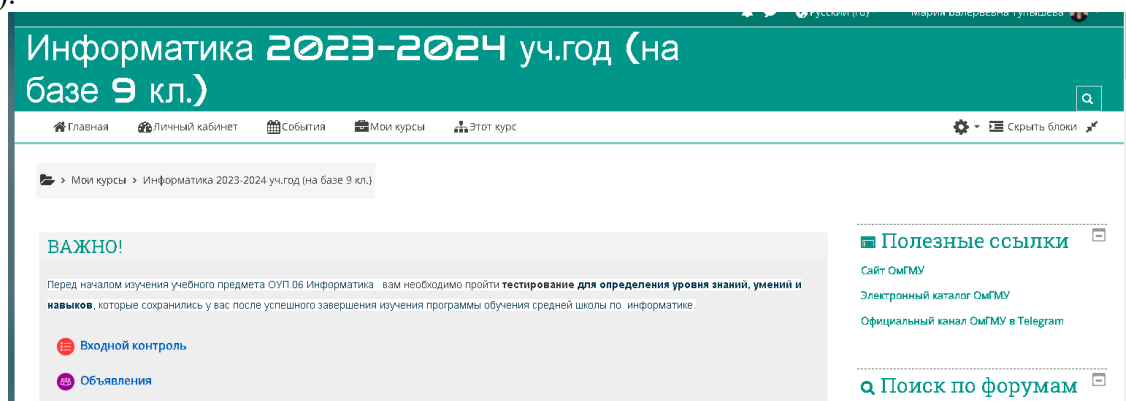 ).
Русский (ru)
Мария Валерьевна
Информатика 2023-2024 уч.год (на
базе 9 кл.)
Главная Личный кабинет События Мои курсы Этот курс Скрыть блоки
> Мои курсы > Информатика 2023-2024 уч.год (на базе 9 кл.)
ВАЖНО!
Перед началом изучения учебного предмета ОУП.06 Информатика вам необходимо пройти тестирование для определения уровня знаний, умений и
навыков, которые сохранились у вас после успешного завершения изучения программы обучения средней школы по информатике.
Входной контроль
Объявления
Полезные ссылки
Сайт ОмГМУ
Электронный каталог ОмГМУ
Официальный канал ОмГМУ в Telegram
Поиск по форумам